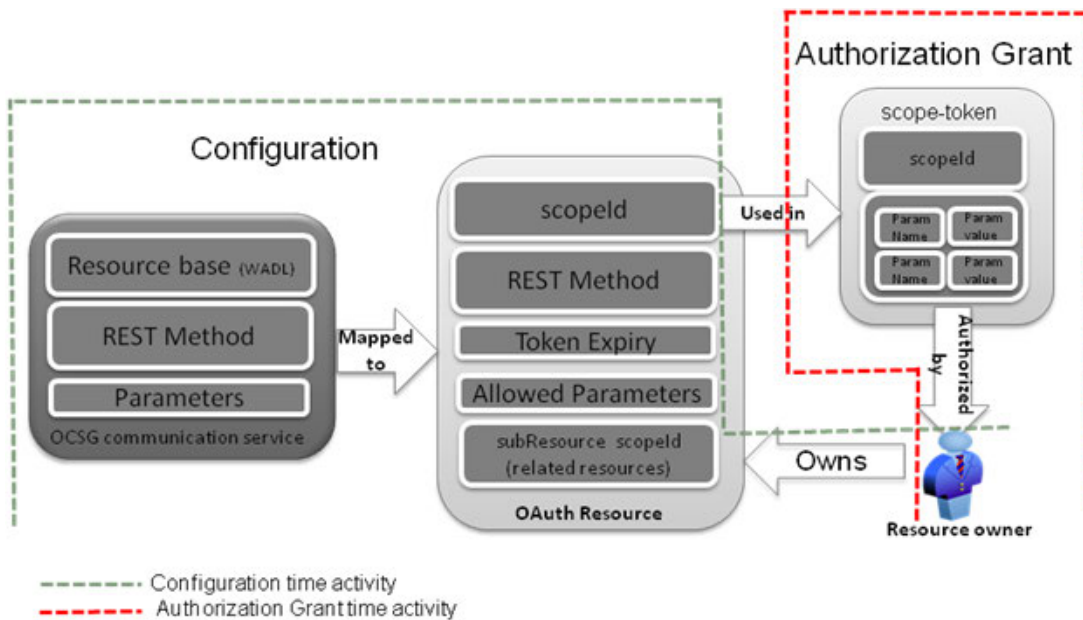 Authorization Grant
scope-token
scopeId
Param Name
Param value
Param Name
Param value
Configuration
Resource base (WADL)
REST Method
Parameters
OCSG communication service
Mapped to
scopeId
REST Method
Token Expiry
Allowed Parameters
subResource scopeId
(related resources)
OAuth Resource
Used in
Authorized by
Owns
Resource owner
Configuration time activity
Authorization Grant time activity